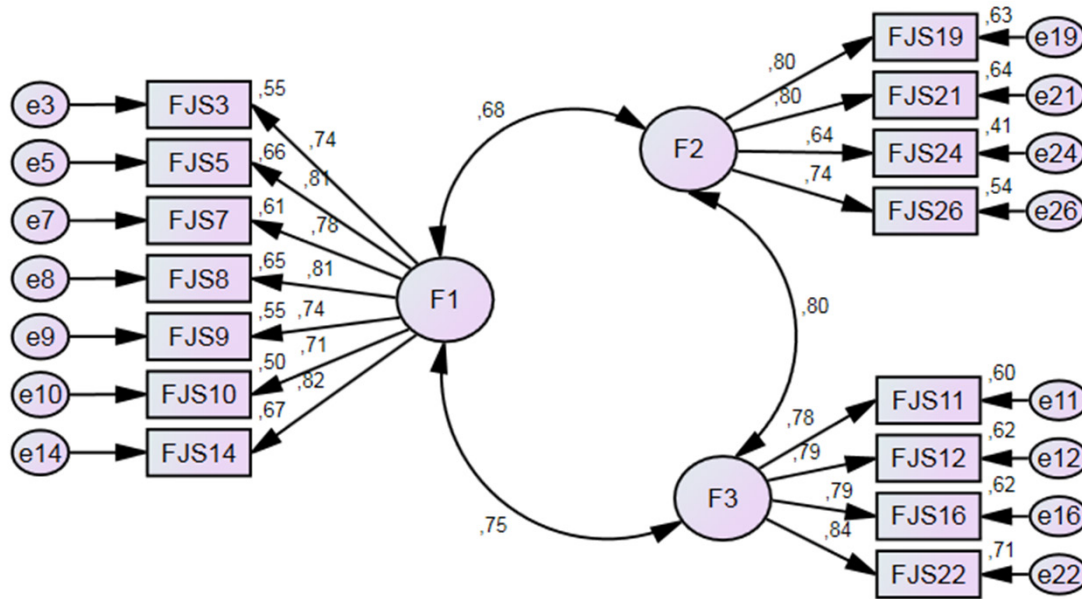 e3 FJS3 ,55
,74
e5 FJS5 ,66
,81
e7 FJS7 ,61
,78
e8 FJS8 ,65
,81
e9 FJS9 ,55
,74
e10 FJS10 ,50
,71
e14 FJS14 ,67
,82
F1
,68
,75
F2
,80
,80 FJS19 ,63 e19
,80 FJS21 ,64 e21
,64 FJS24 ,41 e24
,74 FJS26 ,54 e26
F3
,78 FJS11 ,60 e11
,79 FJS12 ,62 e12
,79 FJS16 ,62 e16
,84 FJS22 ,71 e22